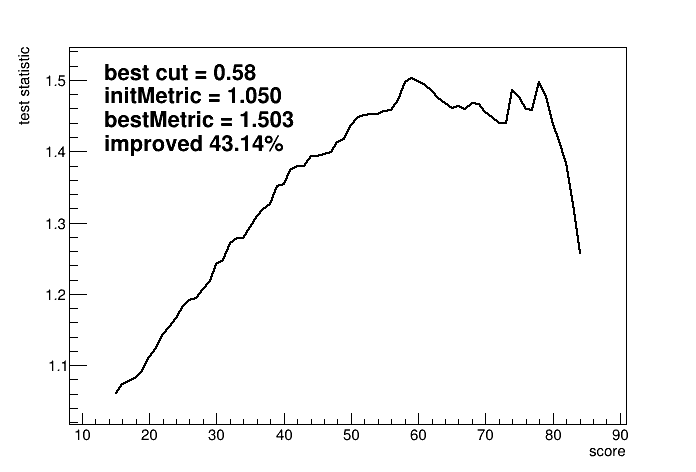 test statistic
best cut = 0.58
initMetric = 1.050
bestMetric = 1.503
improved 43.14%
1.5
1.4
1.3
1.2
1.1
10 20 30 40 50 60 70 80 90
score